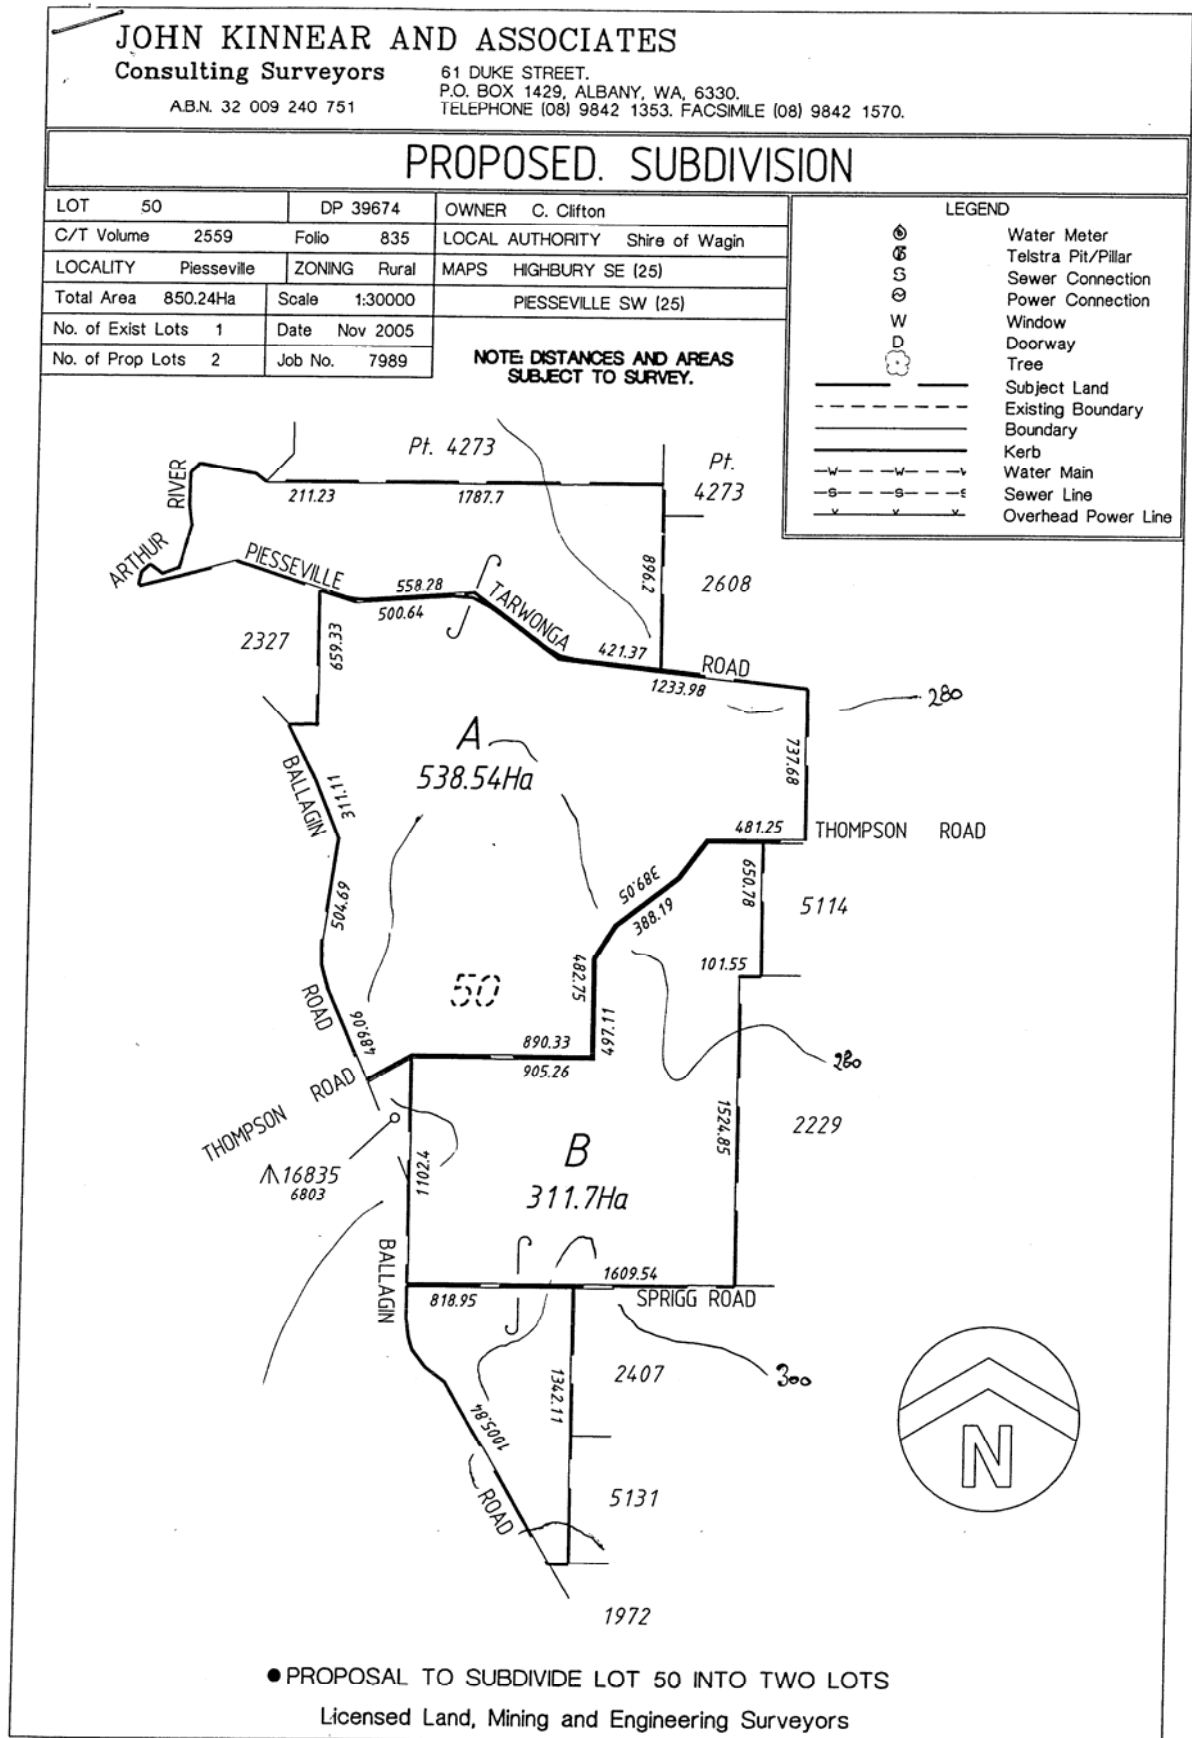 JOHN KINNEAR AND ASSOCIATES
Consulting Surveyors
A.B.N. 32 009 240 751
61 DUKE STREET.
P.O. BOX 1429, ALBANY, WA, 6330.
TELEPHONE (08) 9842 1353. FACSIMILE (08) 9842 1570.
PROPOSED. SUBDIVISION
LOT 50 DP 39674 OWNER C. Clifton
C/T Volume 2559 Folio 835 LOCAL AUTHORITY Shire of Wagin
LOCALITY Piesseville ZONING Rural MAPS HIGHBURY SE (25)
Total Area 850.24Ha Scale 1:30000 PIESSEVILLE SW (25)
No. of Exist Lots 1 Date Nov 2005
No. of Prop Lots 2 Job No. 7989
NOTE: DISTANCES AND AREAS
SUBJECT TO SURVEY.
LEGEND
Water Meter
Telstra Pit/Pillar
S Sewer Connection
Power Connection
W Window
D Doorway
Tree
Subject Land
Existing Boundary
Boundary
Kerb
W W W Water Main
S S S Sewer Line
v v v Overhead Power Line
Pt. 4273
Pt.
4273
ARTHUR RIVER
211.23 1787.7
896.2
2608
PIESSEVILLE
558.28
500.64
TARWONGA
421.37
ROAD
1233.98
2327
659.33
280
A
538.54Ha
737.68
BALLAGIN
311.11
481.25
THOMPSON ROAD
389.05
388.19
650.78
5114
504.69
101.55
482.75
497.11
50
ROAD
489.06
890.33
905.26
280
THOMPSON ROAD
1524.85
2229
16835
6803
1102.4
B
311.7Ha
BALLAGIN
1609.54
818.95
SPRIGG ROAD
2407
300
1342.11
1005.84
ROAD
5131
N
1972
● PROPOSAL TO SUBDIVIDE LOT 50 INTO TWO LOTS
Licensed Land, Mining and Engineering Surveyors